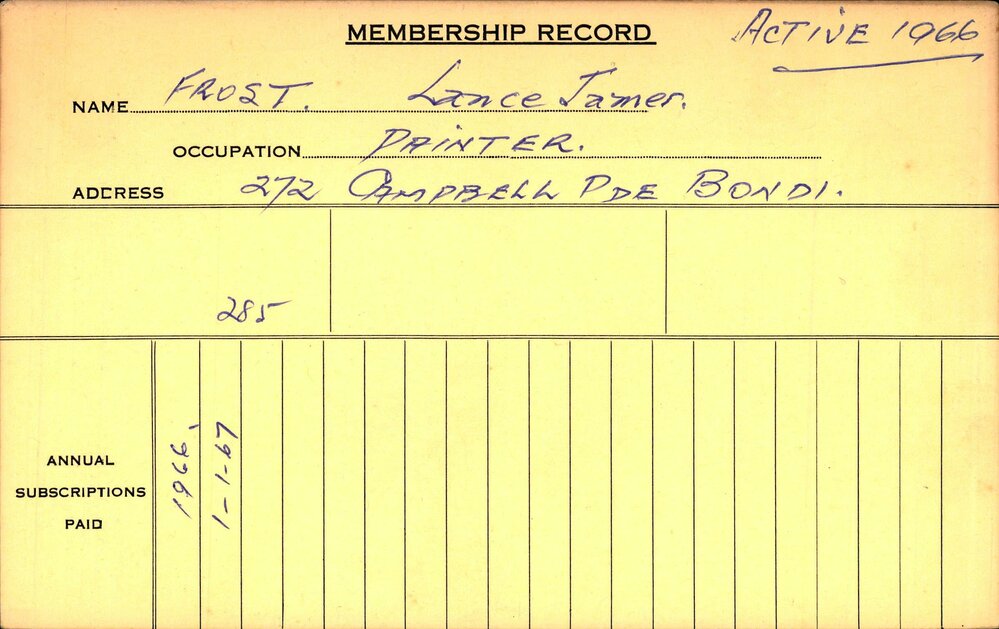 MEMBERSHIP RECORD
ACTIVE 1966
NAME FROST. Lance James.
OCCUPATION PAINTER.
ADDRESS 272 CAMPBELL PDE BONDI.
285
ANNUAL
SUBSCRIPTIONS
PAID
1966,
1-1-67